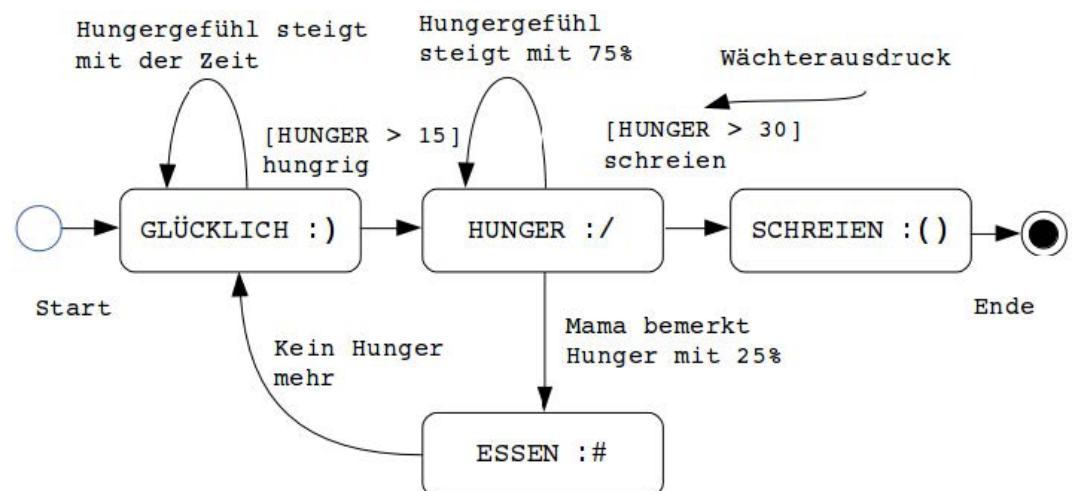 Hungergefühl steigt
mit der Zeit
Hungergefühl
steigt mit 75%
Wächterausdruck
[HUNGER > 15]
hungrig
[HUNGER > 30]
schreien
GLÜCKLICH :)
HUNGER :/
SCHREIEN :()
Start
Ende
Kein Hunger
mehr
Mama bemerkt
Hunger mit 25%
ESSEN :#